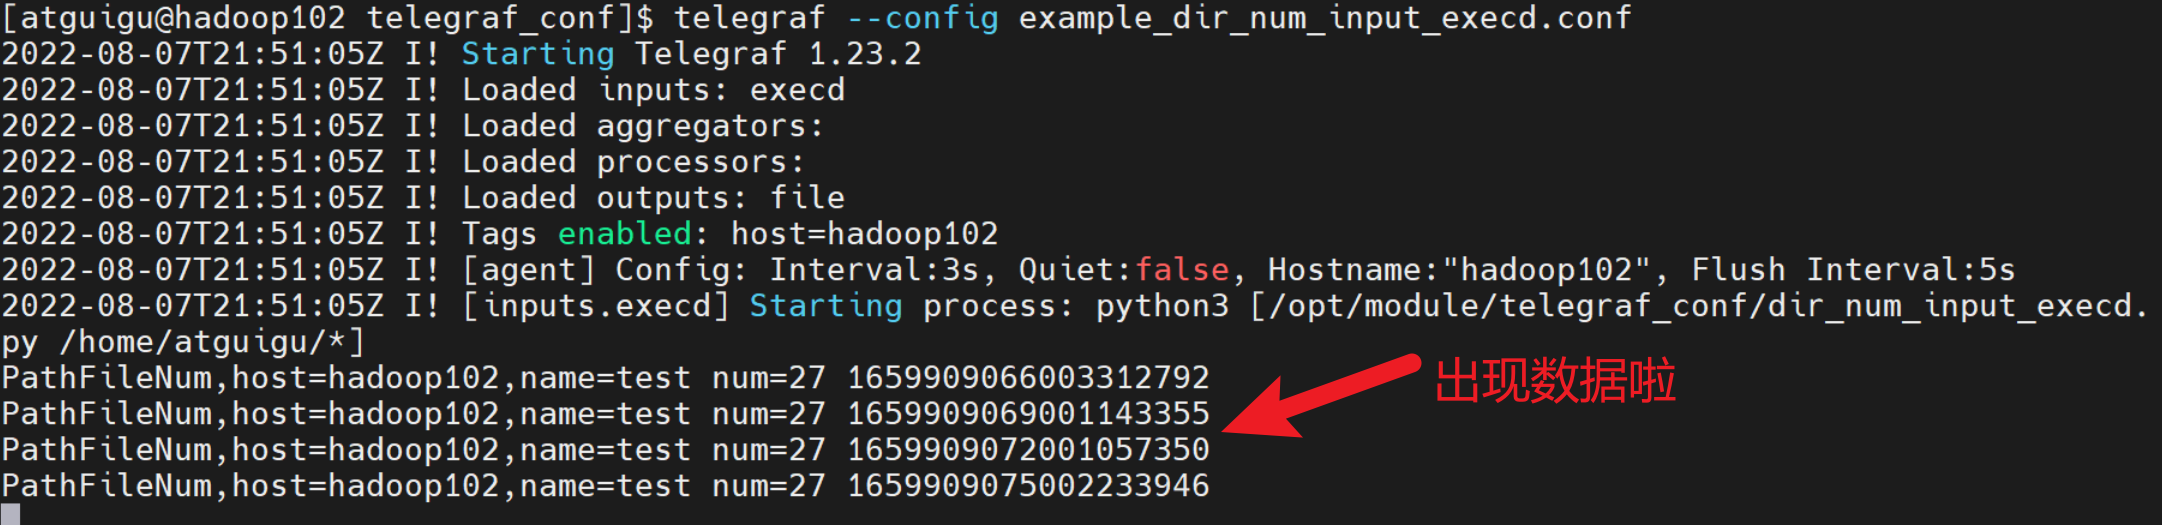 [atguigu@hadoop102 telegraf_conf]$ telegraf --config example_dir_num_input_execd.conf
2022-08-07T21:51:05Z I! Starting Telegraf 1.23.2
2022-08-07T21:51:05Z I! Loaded inputs: execd
2022-08-07T21:51:05Z I! Loaded aggregators:
2022-08-07T21:51:05Z I! Loaded processors:
2022-08-07T21:51:05Z I! Loaded outputs: file
2022-08-07T21:51:05Z I! Tags enabled: host=hadoop102
2022-08-07T21:51:05Z I! [agent] Config: Interval:3s, Quiet:false, Hostname:"hadoop102", Flush Interval:5s
2022-08-07T21:51:05Z I! [inputs.execd] Starting process: python3 [/opt/module/telegraf_conf/dir_num_input_execd.
py /home/atguigu/*]
PathFileNum,host=hadoop102,name=test num=27 1659909066003312792
出现数据啦
PathFileNum,host=hadoop102,name=test num=27 1659909069001143355
PathFileNum,host=hadoop102,name=test num=27 1659909072001057350
PathFileNum,host=hadoop102,name=test num=27 1659909075002233946